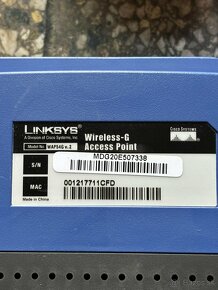 LINKSYS®
A Division of Cisco Systems, Inc.
Wireless-G
Access Point
CISCO SYSTEMS
Model No. WAP54G v.2
S/N
MDG20E507338
MAC
001217711CFD
Made in China